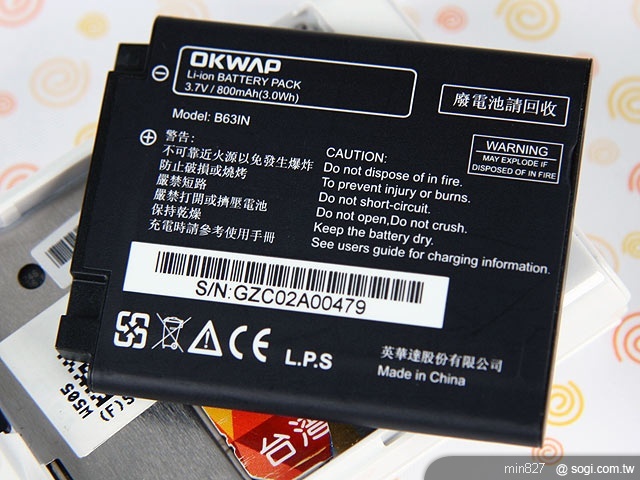 OKWAP
Li-ion BATTERY PACK
3.7V / 800mAh(3.0Wh)
Model: B63IN
廢電池請回收
WARNING
MAY EXPLODE IF
DISPOSED OF IN FIRE
警告:
不可靠近火源以免發生爆炸
防止破損或燒烤
嚴禁短路
嚴禁打開或擠壓電池
保持乾燥
充電時請參考使用手冊
CAUTION:
Do not dispose of in fire.
To prevent injury or burns.
Do not short-circuit.
Do not open,Do not crush.
Keep the battery dry.
See users guide for charging information.
S/N:GZC02A00479
CE
L.P.S
英華達股份有限公司
Made in China
W505
(F)S
台灣
min827 @ sogi.com.tw